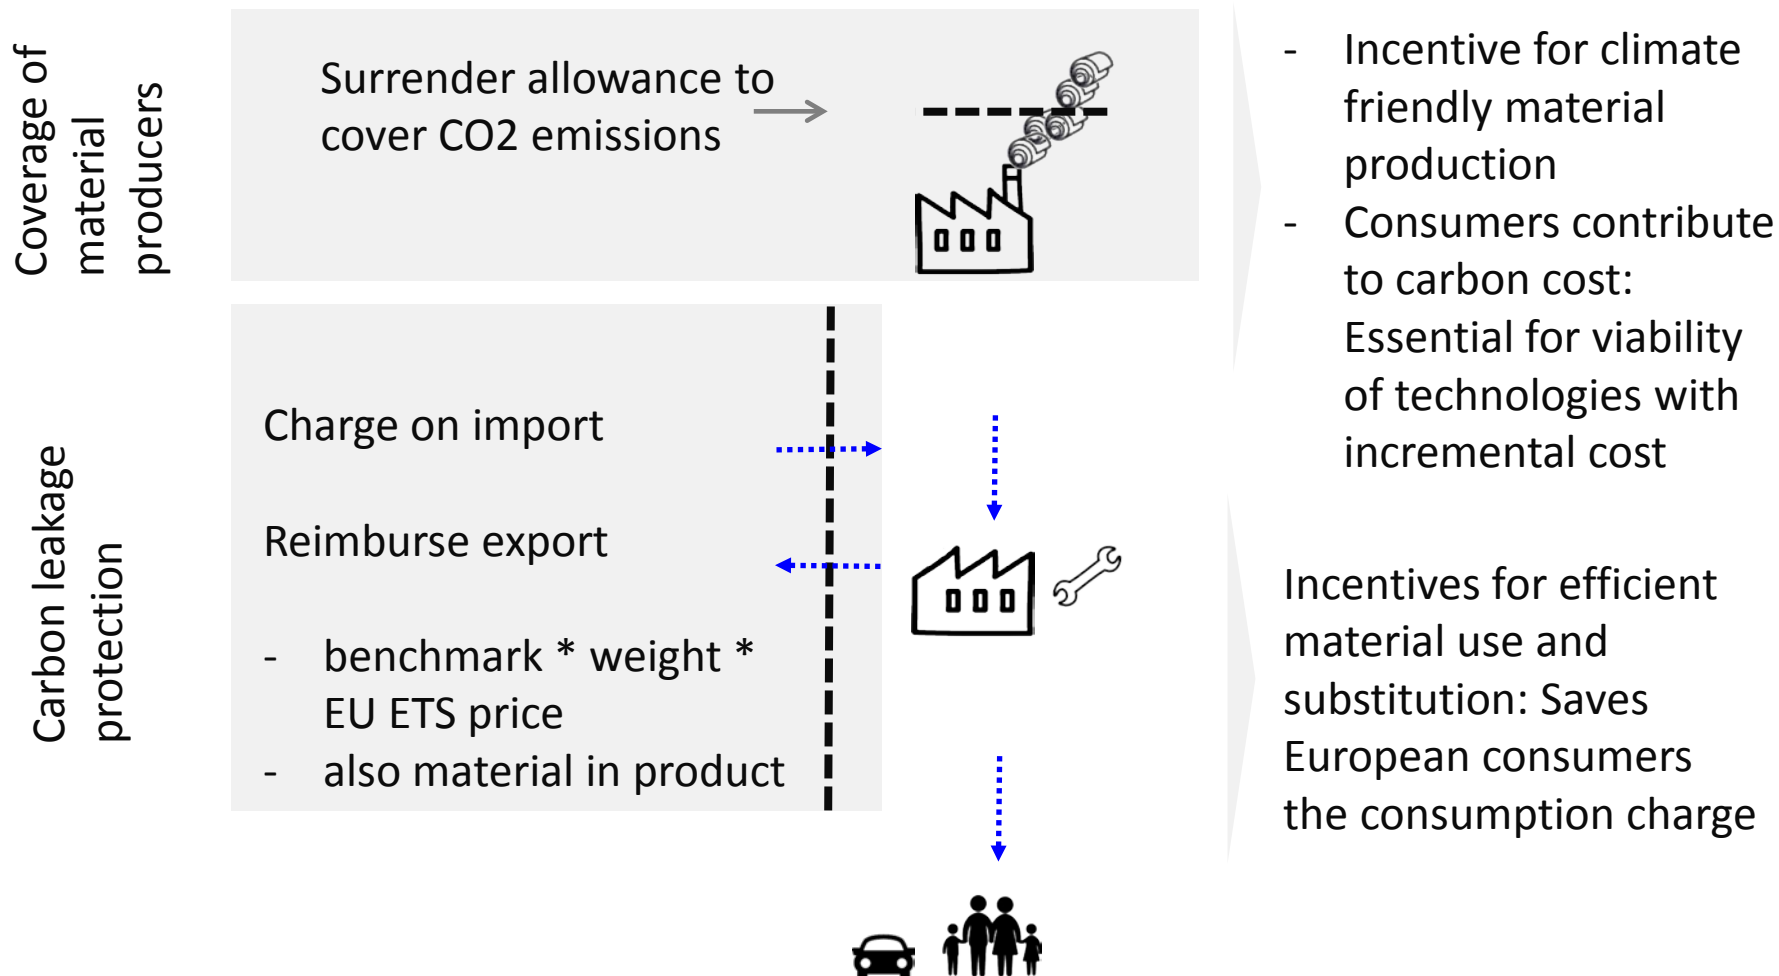 Coverage of
material
producers
Surrender allowance to
cover CO2 emissions
- Incentive for climate
friendly material
production
- Consumers contribute
to carbon cost:
Essential for viability
of technologies with
incremental cost
Carbon leakage
protection
Charge on import
Reimburse export
- benchmark * weight *
EU ETS price
- also material in product
Incentives for efficient
material use and
substitution: Saves
European consumers
the consumption charge